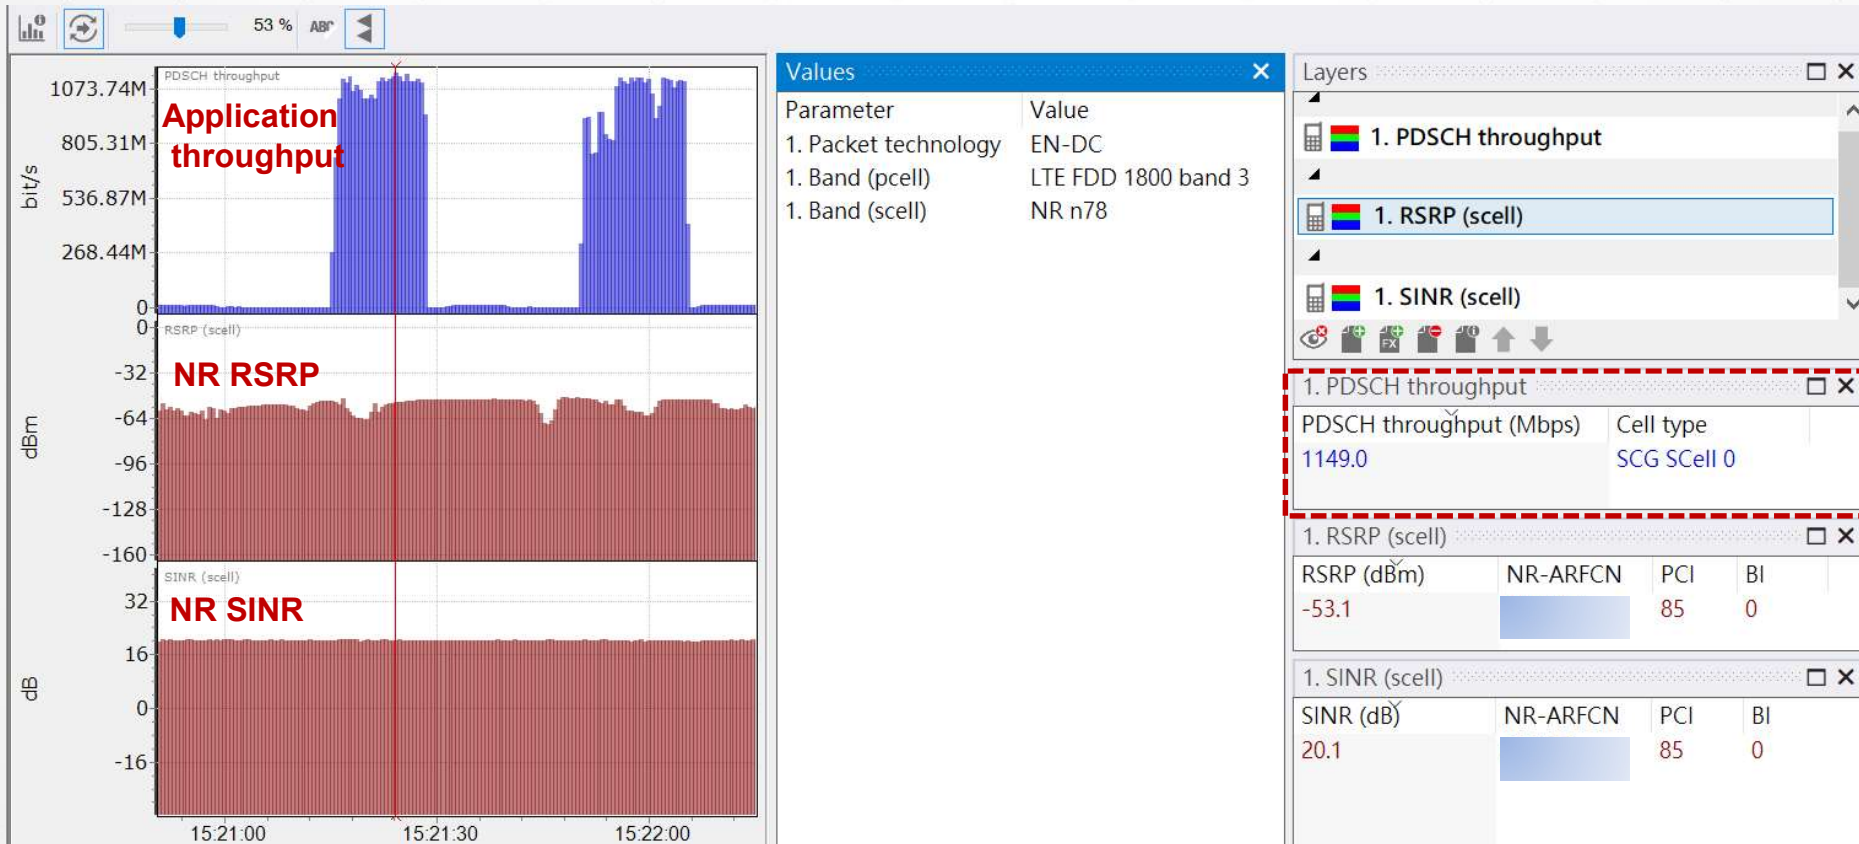 53 %
ABC
PDSCH throughput
Application
throughput
1073.74M
805.31M
536.87M
268.44M
0
bit/s
RSRP (scell)
NR RSRP
0
-32
-64
-96
-128
-160
dBm
SINR (scell)
NR SINR
32
16
0
-16
dB
15:21:00 15:21:30 15:22:00
Values
Parameter Value
1. Packet technology EN-DC
1. Band (pcell) LTE FDD 1800 band 3
1. Band (scell) NR n78
Layers
1. PDSCH throughput
1. RSRP (scell)
1. SINR (scell)
FX
1. PDSCH throughput
PDSCH throughput (Mbps) Cell type
1149.0 SCG SCell 0
1. RSRP (scell)
RSRP (dBm) NR-ARFCN PCI BI
-53.1 85 0
1. SINR (scell)
SINR (dB) NR-ARFCN PCI BI
20.1 85 0